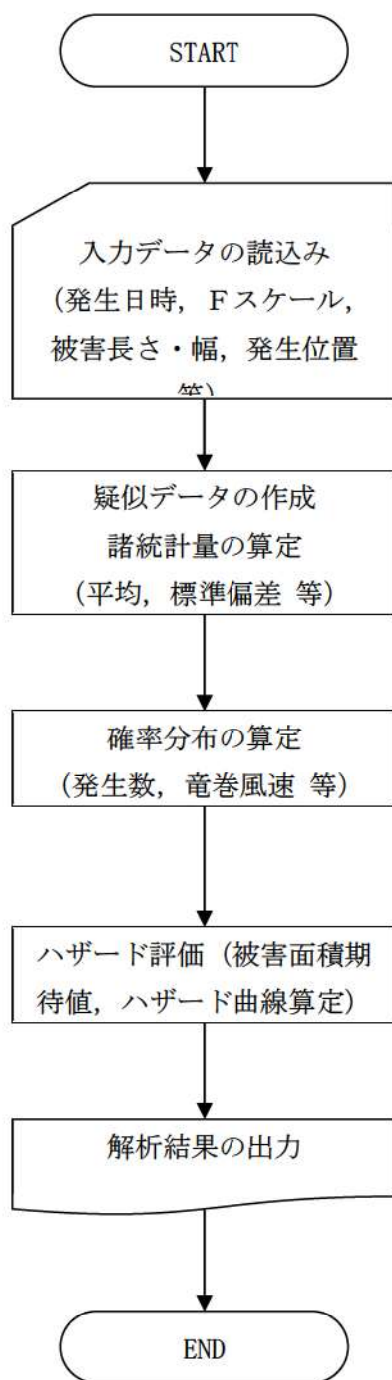 START
入力データの読込み
(発生日時, Fスケール,
被害長さ・幅, 発生位置
等)
疑似データの作成
諸統計量の算定
(平均, 標準偏差 等)
確率分布の算定
(発生数, 竜巻風速 等)
ハザード評価 (被害面積期
待値, ハザード曲線算定)
解析結果の出力
END